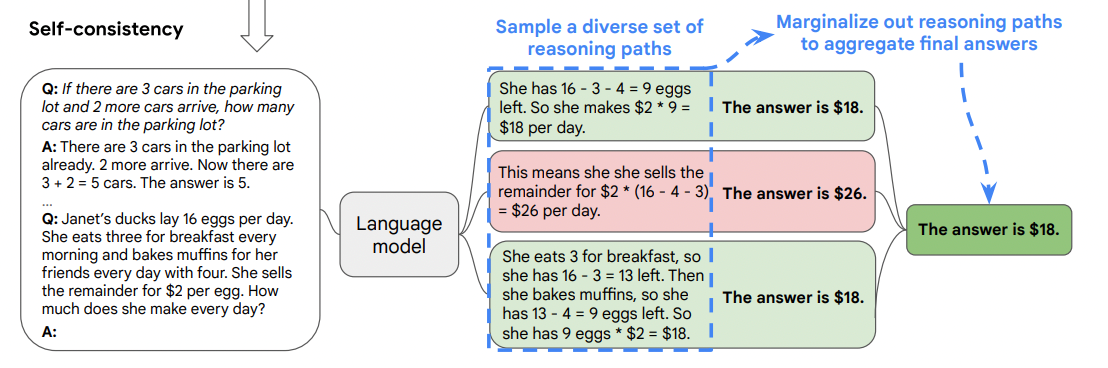 Self-consistency
Sample a diverse set of
reasoning paths
Marginalize out reasoning paths
to aggregate final answers
Q: If there are 3 cars in the parking
lot and 2 more cars arrive, how many
cars are in the parking lot?
A: There are 3 cars in the parking lot
already. 2 more arrive. Now there are
3 + 2 = 5 cars. The answer is 5.
...
Q: Janet's ducks lay 16 eggs per day.
She eats three for breakfast every
morning and bakes muffins for her
friends every day with four. She sells
the remainder for $2 per egg. How
much does she make every day?
A:
Language
model
She has 16 - 3 - 4 = 9 eggs
left. So she makes $2 * 9 =
$18 per day.
The answer is $18.
This means she she sells the
remainder for $2 * (16 - 4 - 3)
= $26 per day.
The answer is $26.
She eats 3 for breakfast, so
she has 16 - 3 = 13 left. Then
she bakes muffins, so she
has 13 - 4 = 9 eggs left. So
she has 9 eggs * $2 = $18.
The answer is $18.
The answer is $18.